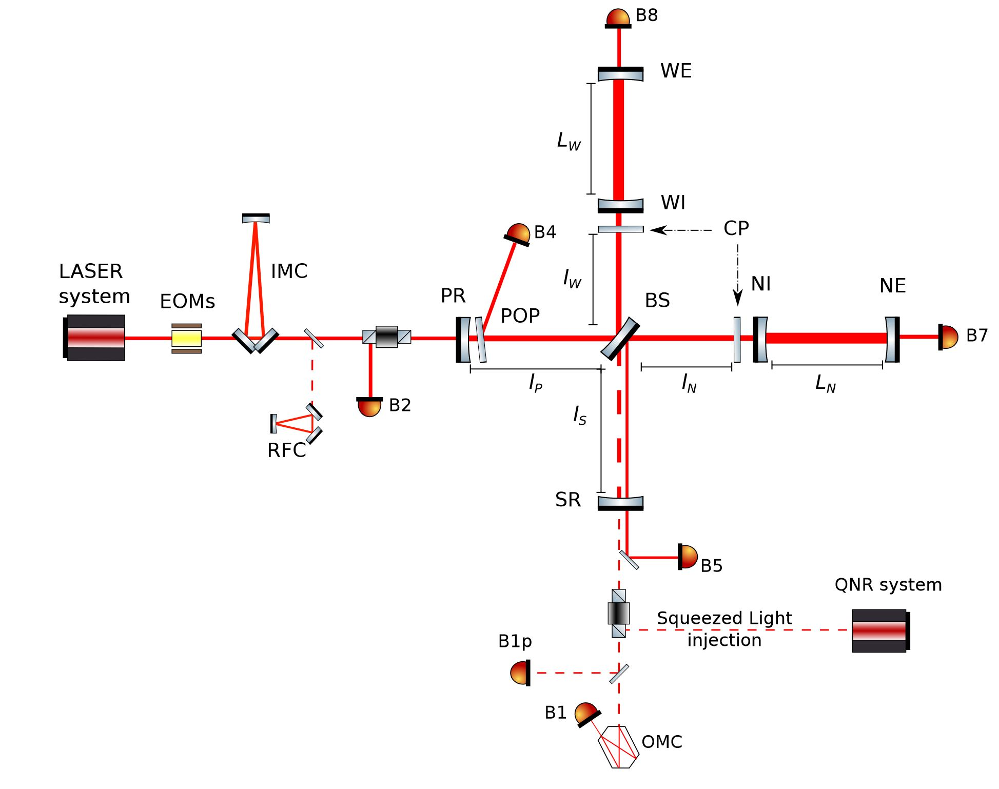 B8
WE
L_W
WI
CP
B4
LASER
system
IMC
EOMs
l_W
NI
NE
PR
BS
POP
B7
l_P
l_N
L_N
B2
l_S
RFC
SR
B5
QNR system
Squeezed Light
injection
B1p
B1
OMC